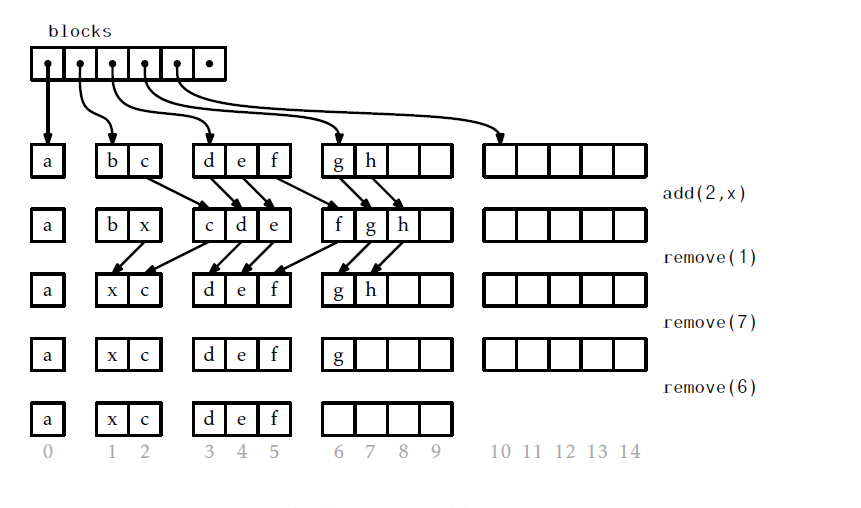 blocks
a b c d e f g h
add(2,x)
a b x c d e f g h
remove(1)
a x c d e f g h
remove(7)
a x c d e f g
remove(6)
a x c d e f
0 1 2 3 4 5 6 7 8 9 10 11 12 13 14